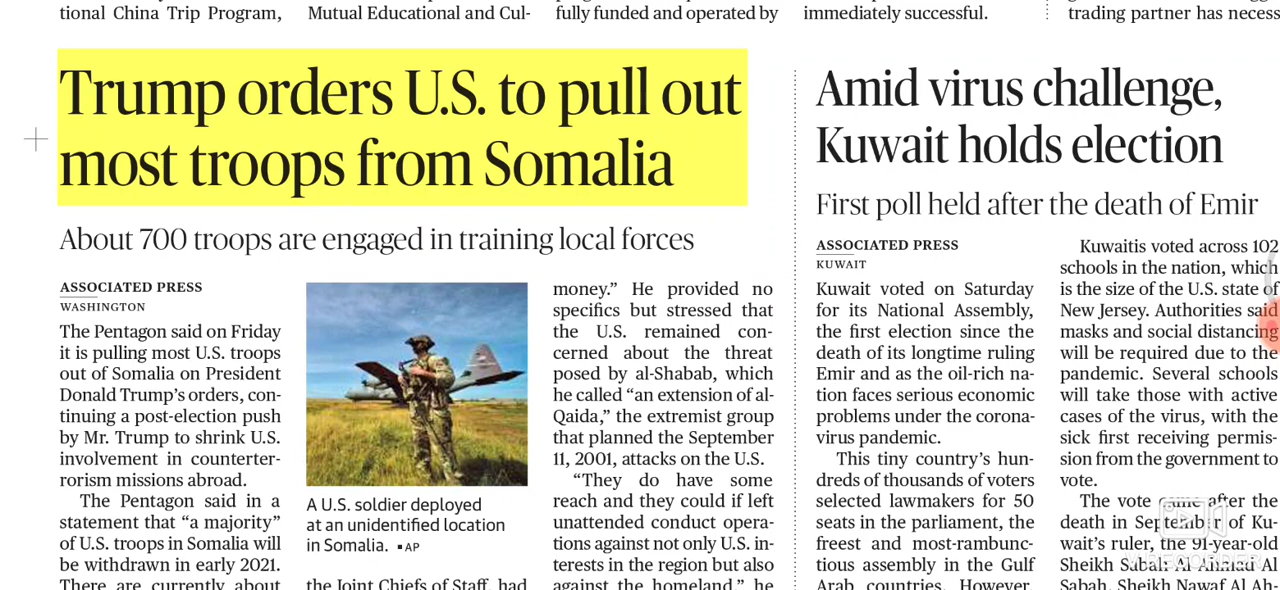 tional China Trip Program,
Mutual Educational and Cul-
fully funded and operated by
immediately successful.
trading partner has necess
Trump orders U.S. to pull out
most troops from Somalia
About 700 troops are engaged in training local forces
ASSOCIATED PRESS
WASHINGTON
The Pentagon said on Friday
it is pulling most U.S. troops
out of Somalia on President
Donald Trump's orders, con-
tinuing a post-election push
by Mr. Trump to shrink U.S.
involvement in counterter-
rorism missions abroad.
The Pentagon said in a
statement that “a majority”
of U.S. troops in Somalia will
be withdrawn in early 2021.
There are currently about
A U.S. soldier deployed
at an unidentified location
in Somalia. ▪AP
the Joint Chiefs of Staff, had
money.” He provided no
specifics but stressed that
the U.S. remained con-
cerned about the threat
posed by al-Shabab, which
he called “an extension of al-
Qaida,” the extremist group
that planned the September
11, 2001, attacks on the U.S.
“They do have some
reach and they could if left
unattended conduct opera-
tions against not only U.S. in-
terests in the region but also
against the homeland,” he
Amid virus challenge,
Kuwait holds election
First poll held after the death of Emir
ASSOCIATED PRESS
KUWAIT
Kuwait voted on Saturday
for its National Assembly,
the first election since the
death of its longtime ruling
Emir and as the oil-rich na-
tion faces serious economic
problems under the corona-
virus pandemic.
This tiny country's hun-
dreds of thousands of voters
selected lawmakers for 50
seats in the parliament, the
freest and most-rambunc-
tious assembly in the Gulf
Arab countries. However,
Kuwaitis voted across 102
schools in the nation, which
is the size of the U.S. state of
New Jersey. Authorities said
masks and social distancing
will be required due to the
pandemic. Several schools
will take those with active
cases of the virus, with the
sick first receiving permis-
sion from the government to
vote.
The vote came after the
death in September of Ku-
wait's ruler, the 91-year-old
Sheikh Sabah Al Ahmad Al
Sabah. Sheikh Nawaf Al Ah-
RECORDER